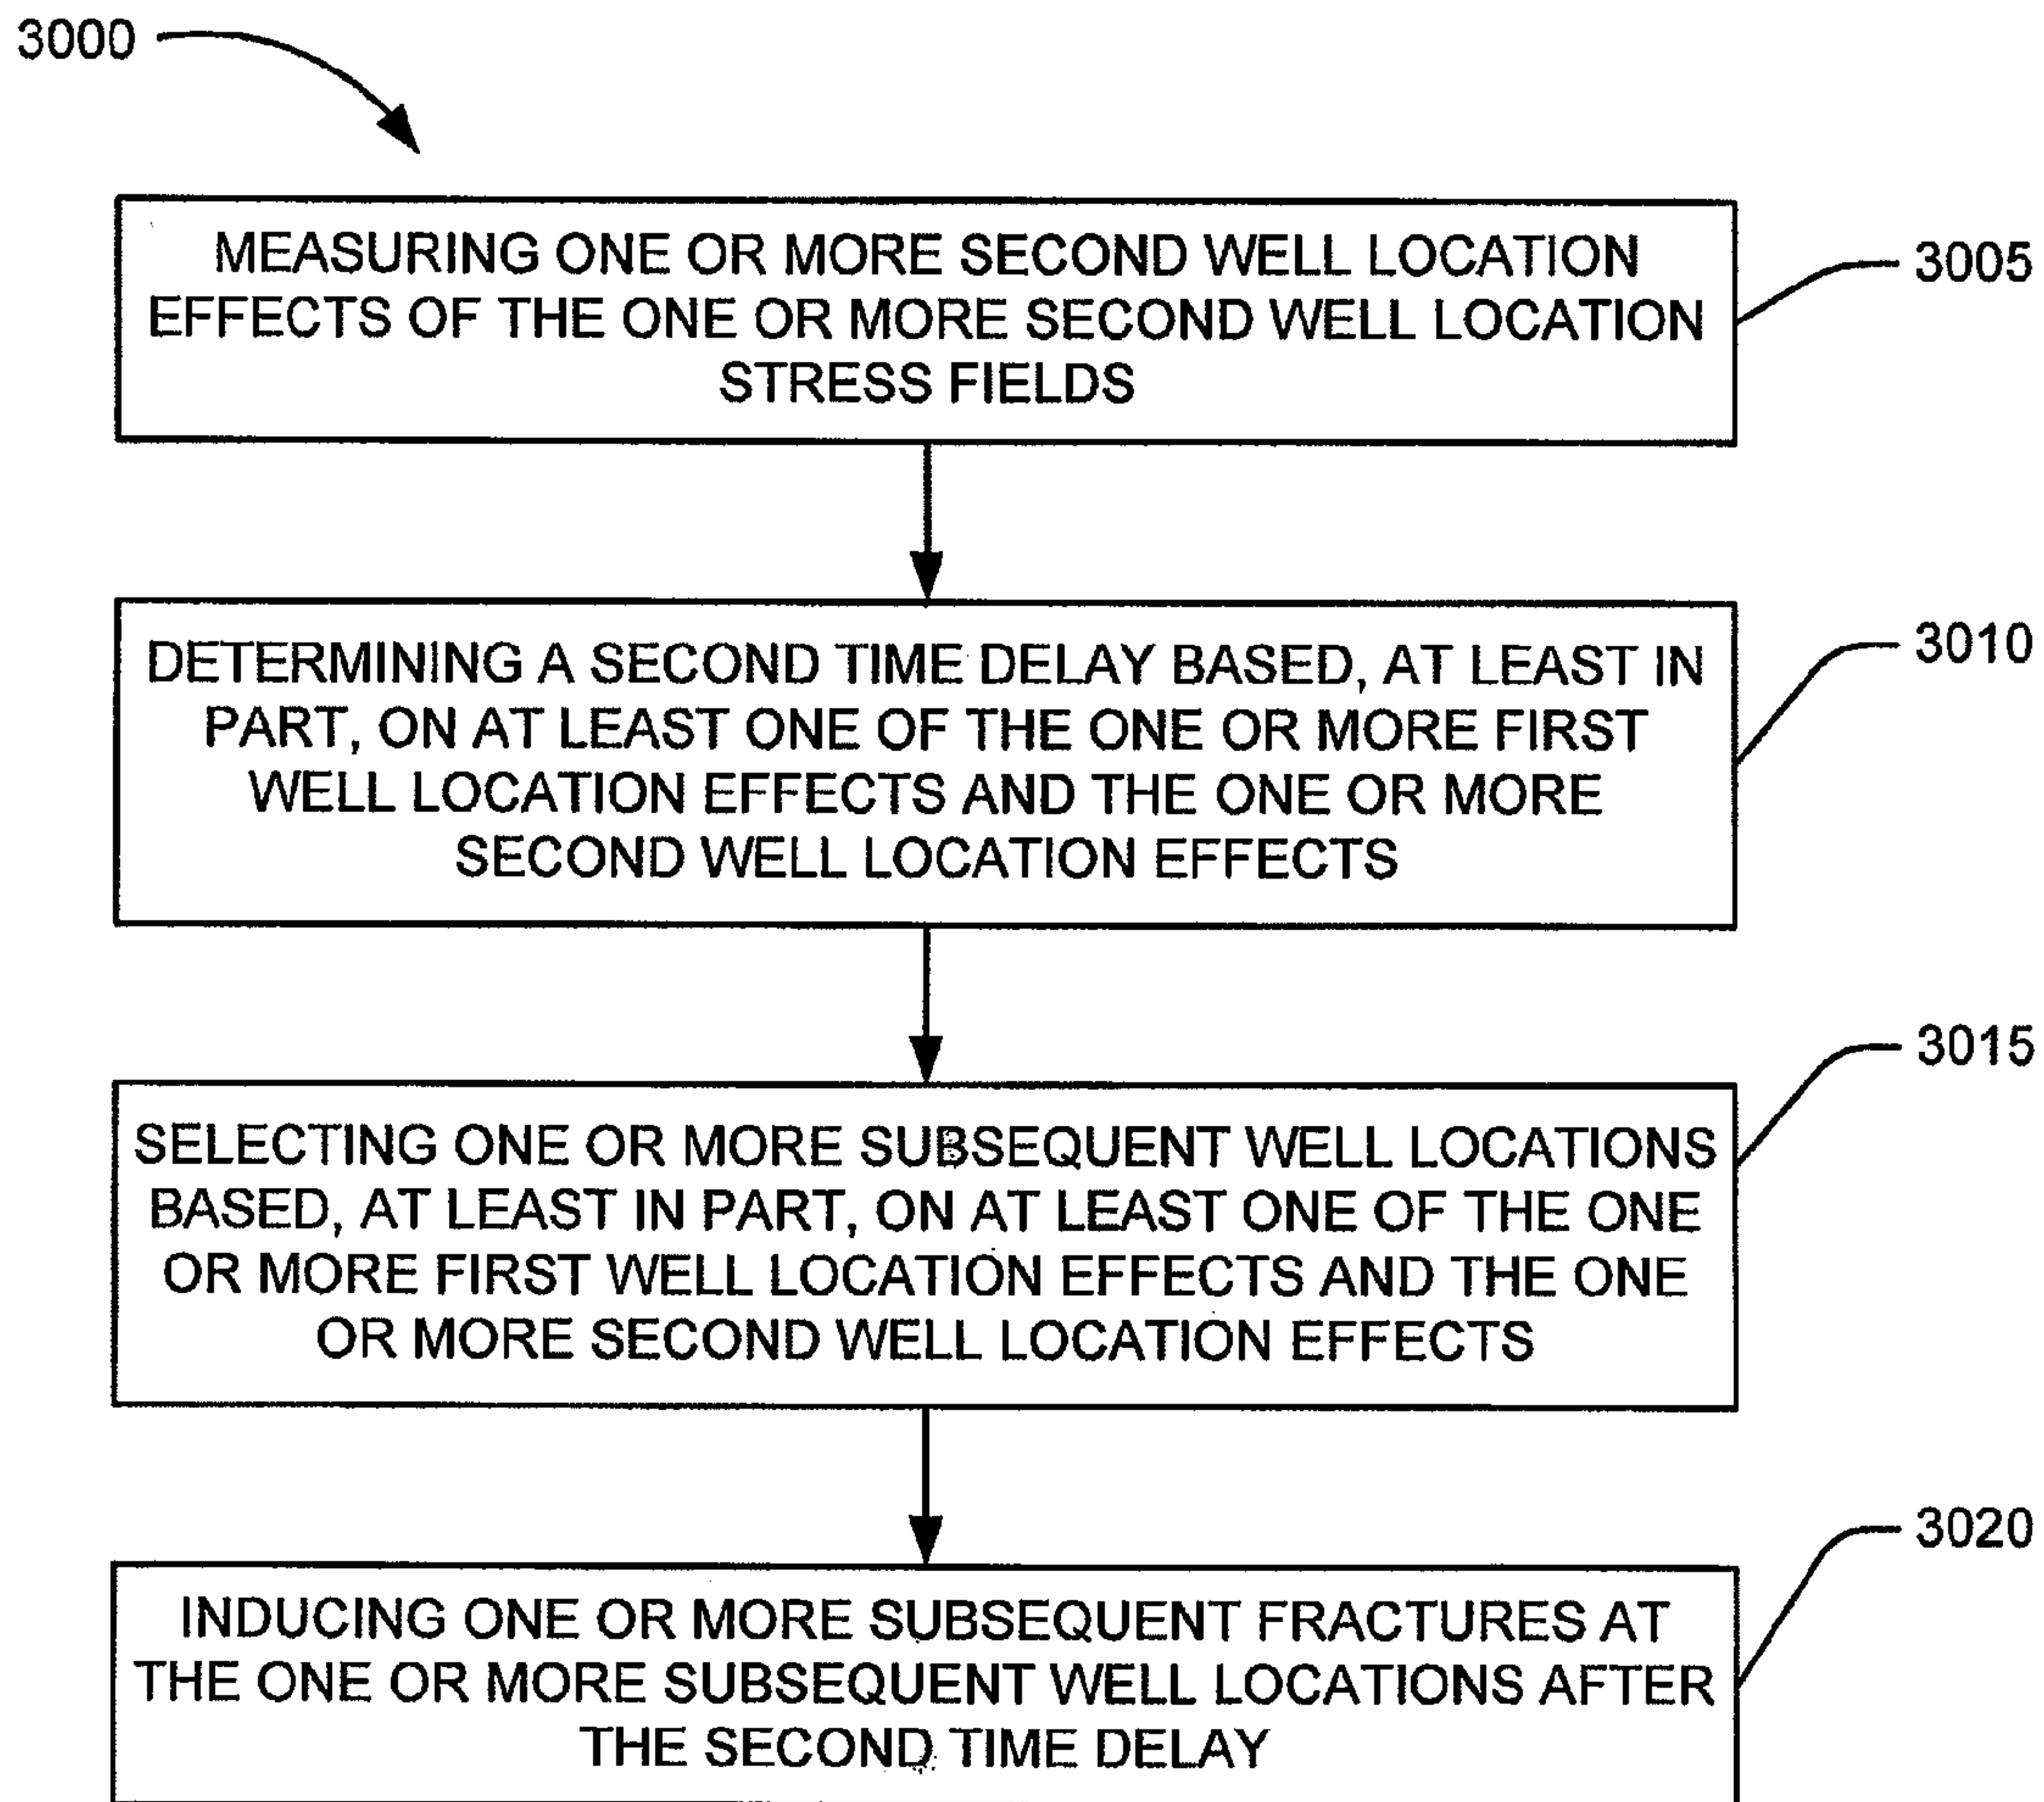 3000
MEASURING ONE OR MORE SECOND WELL LOCATION
EFFECTS OF THE ONE OR MORE SECOND WELL LOCATION
STRESS FIELDS
3005
DETERMINING A SECOND TIME DELAY BASED, AT LEAST IN
PART, ON AT LEAST ONE OF THE ONE OR MORE FIRST
WELL LOCATION EFFECTS AND THE ONE OR MORE
SECOND WELL LOCATION EFFECTS
3010
SELECTING ONE OR MORE SUBSEQUENT WELL LOCATIONS
BASED, AT LEAST IN PART, ON AT LEAST ONE OF THE ONE
OR MORE FIRST WELL LOCATION EFFECTS AND THE ONE
OR MORE SECOND WELL LOCATION EFFECTS
3015
INDUCING ONE OR MORE SUBSEQUENT FRACTURES AT
THE ONE OR MORE SUBSEQUENT WELL LOCATIONS AFTER
THE SECOND TIME DELAY
3020